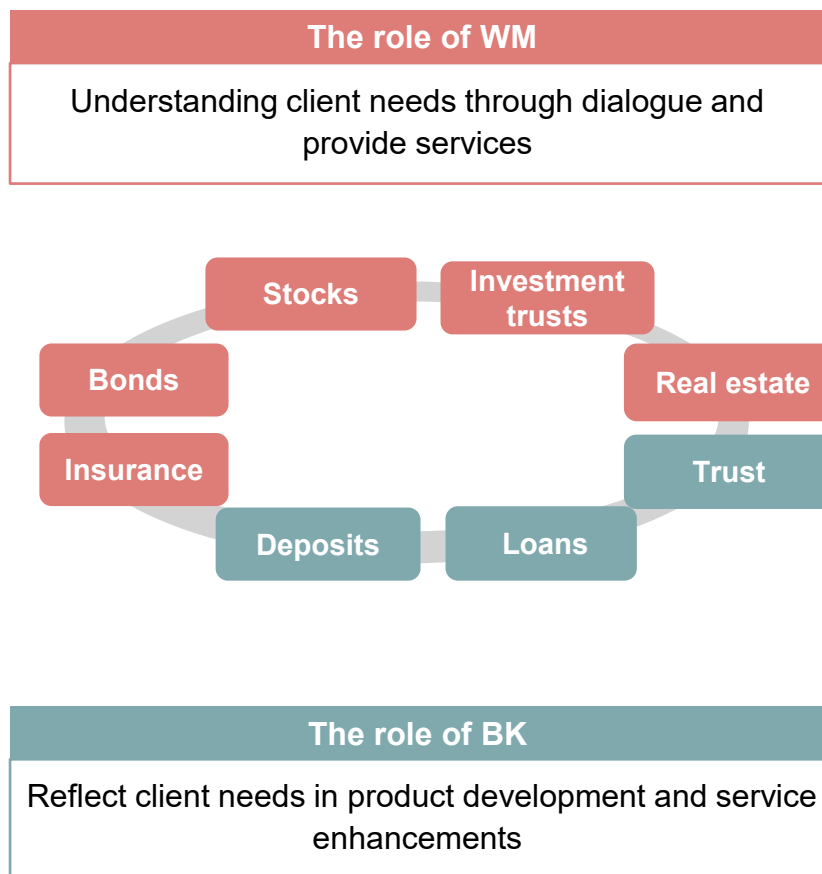 The role of WM
Understanding client needs through dialogue and
provide services
Stocks
Investment
trusts
Bonds
Real estate
Insurance
Trust
Deposits
Loans
The role of BK
Reflect client needs in product development and service
enhancements